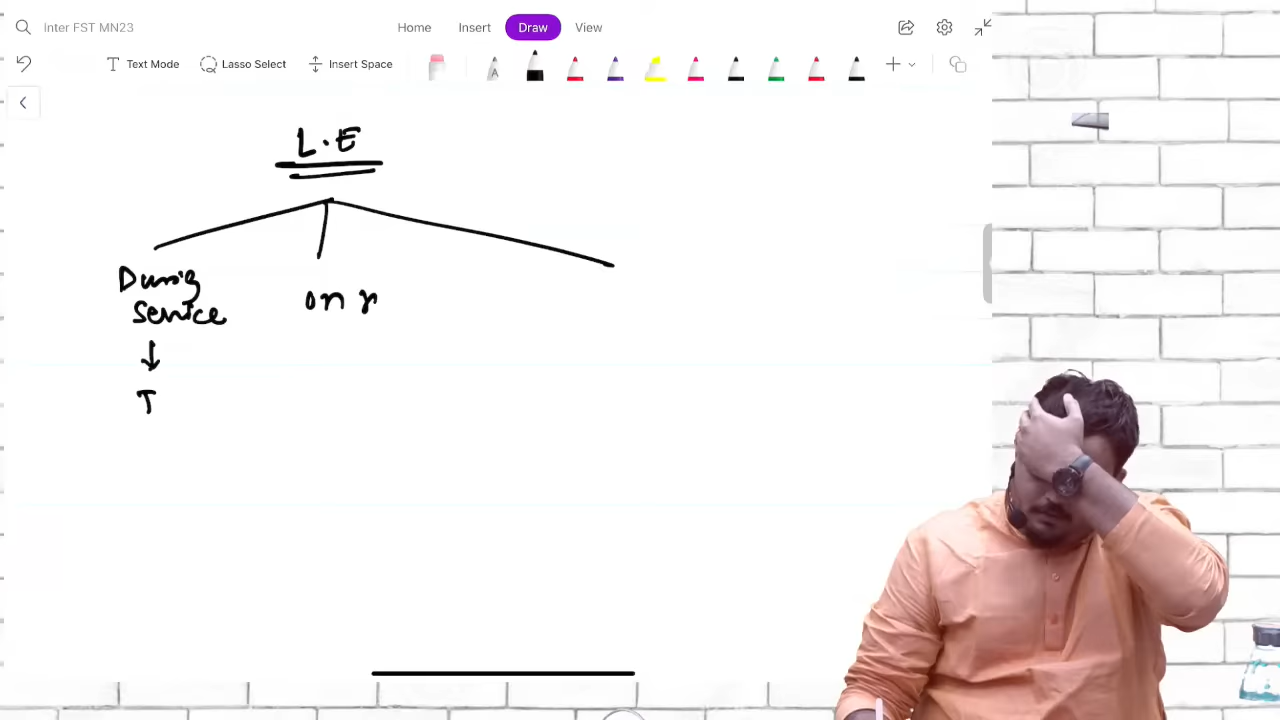 Inter FST MN23
Home
Insert
Draw
View
Text Mode
Lasso Select
Insert Space
A
L.E
During
Service
on r
↓
T